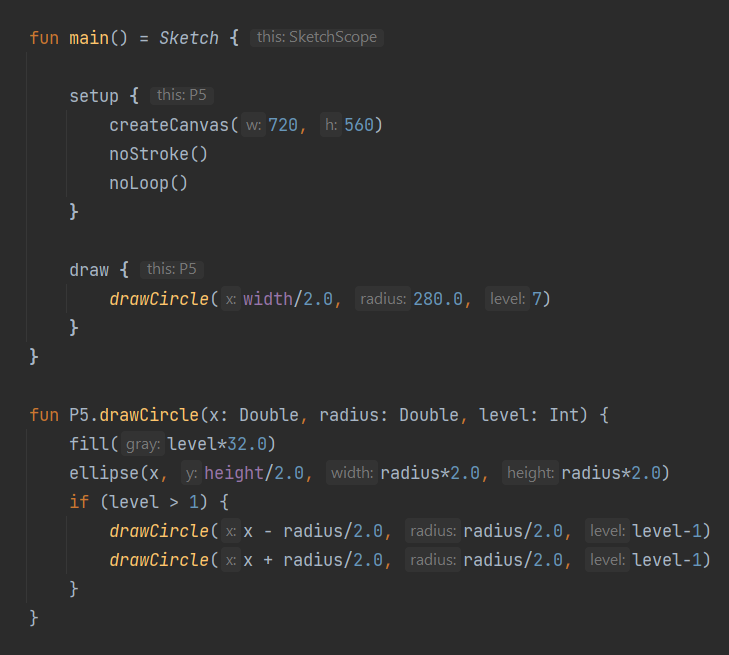 fun main() = Sketch { this: SketchScope
setup { this: P5
createCanvas( w: 720, h: 560)
noStroke()
noLoop()
}
draw { this: P5
drawCircle( x: width/2.0, radius: 280.0, level: 7)
}
}
fun P5.drawCircle(x: Double, radius: Double, level: Int) {
fill( gray: level*32.0)
ellipse(x, y: height/2.0, width: radius*2.0, height: radius*2.0)
if (level > 1) {
drawCircle( x: x - radius/2.0, radius: radius/2.0, level: level-1)
drawCircle( x: x + radius/2.0, radius: radius/2.0, level: level-1)
}
}